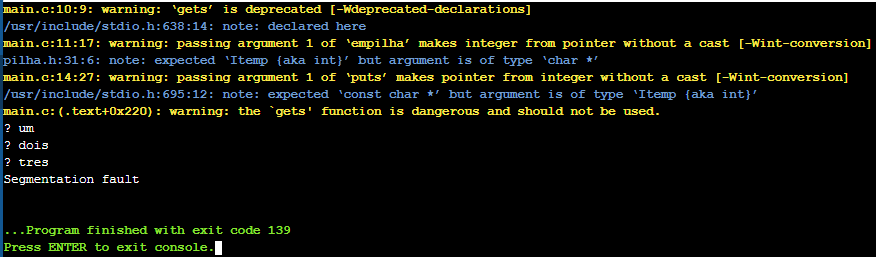 main.c:10:9: warning: ‘gets’ is deprecated [-Wdeprecated-declarations]
/usr/include/stdio.h:638:14: note: declared here
main.c:11:17: warning: passing argument 1 of ‘empilha’ makes integer from pointer without a cast [-Wint-conversion]
pilha.h:31:6: note: expected ‘Itemp {aka int}’ but argument is of type ‘char *’
main.c:14:27: warning: passing argument 1 of ‘puts’ makes pointer from integer without a cast [-Wint-conversion]
/usr/include/stdio.h:695:12: note: expected ‘const char *’ but argument is of type ‘Itemp {aka int}’
main.c:(.text+0x220): warning: the `gets' function is dangerous and should not be used.
? um
? dois
? tres
Segmentation fault
...Program finished with exit code 139
Press ENTER to exit console.